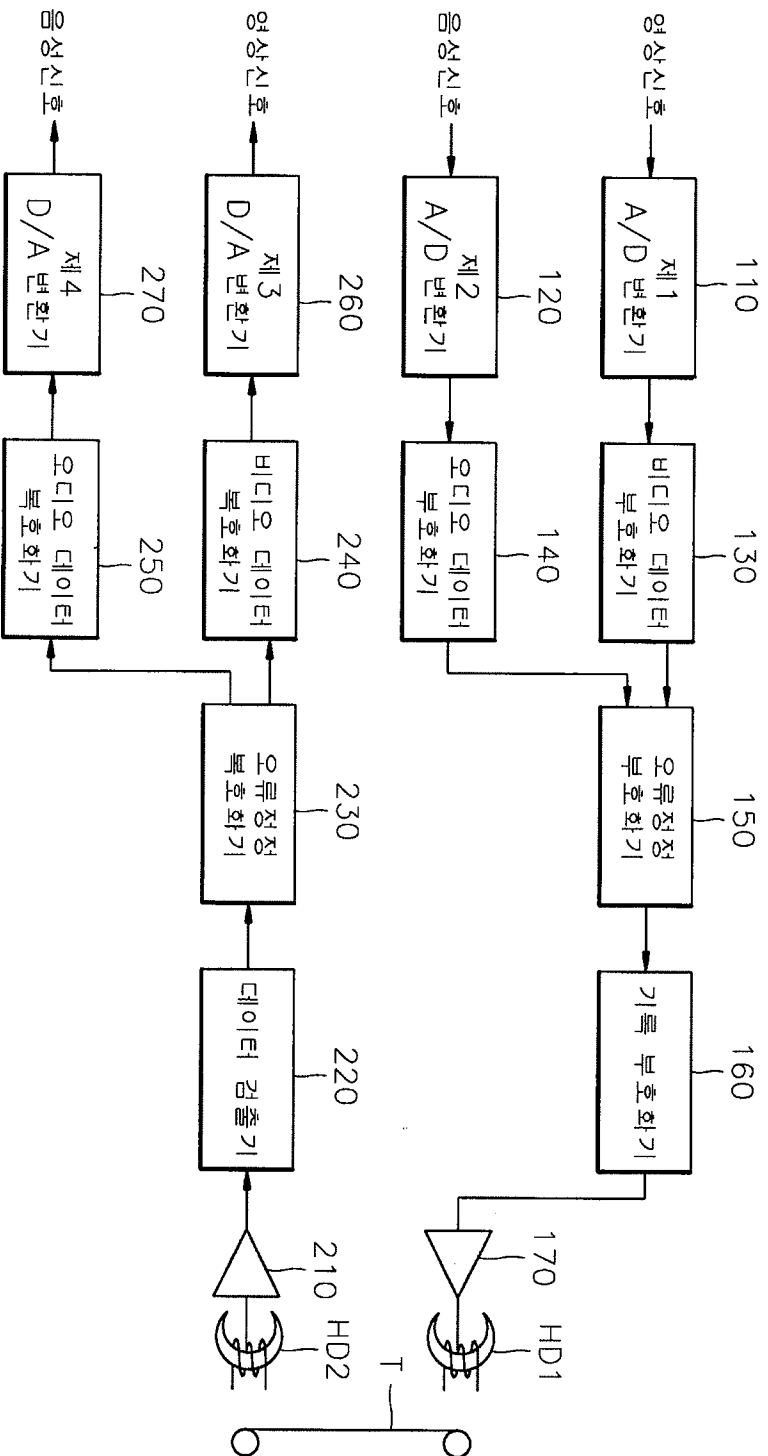 영상신호
110
제1
A/D 변환기
130
비디오 데이터
부호화기
150
오류정정
부호화기
160
기록 부호화기
170
HD1
음성신호
120
제2
A/D 변환기
140
오디오 데이터
부호화기
T
영상신호
260
제3
D/A 변환기
240
비디오 데이터
복호화기
230
오류정정
복호화기
220
데이터 검출기
210
HD2
음성신호
270
제4
D/A 변환기
250
오디오 데이터
복호화기